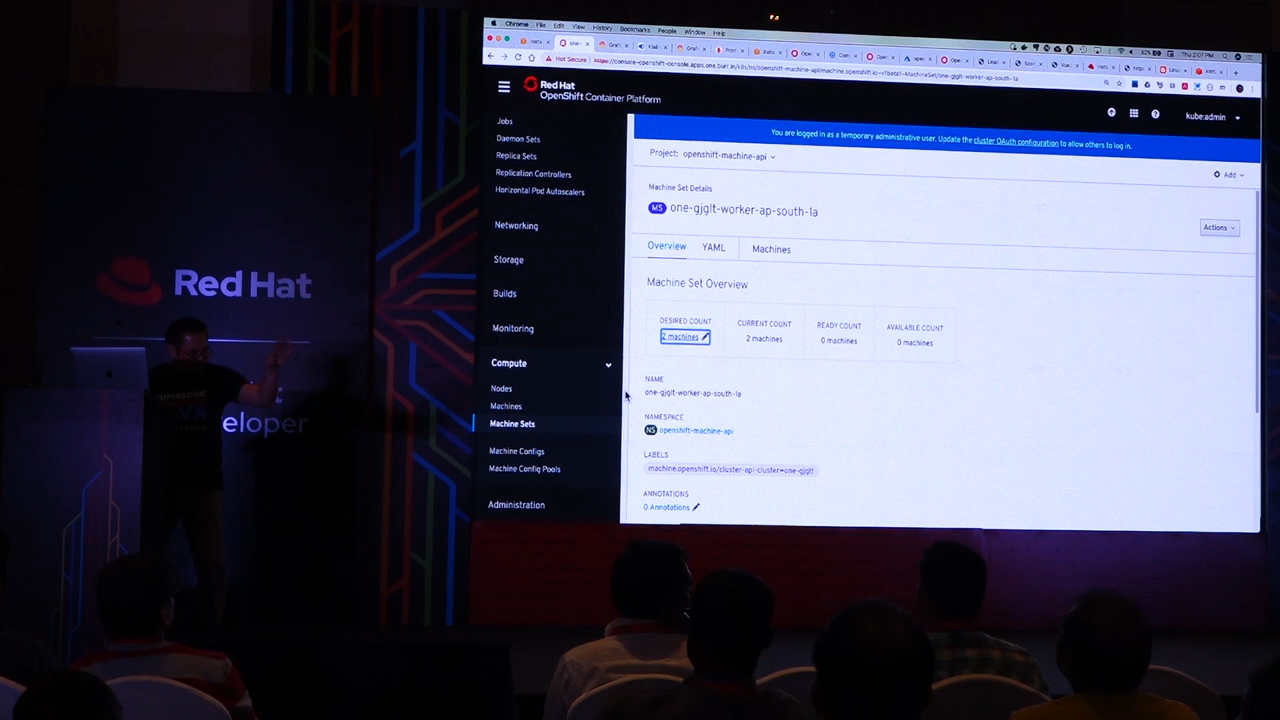 Chrome File Edit View History Bookmarks People Window Help
Thu 2:07 PM
Not Secure
Red Hat
OpenShift Container Platform
kube:admin
You are logged in as a temporary administrative user. Update the cluster OAuth configuration to allow others to log in.
Jobs
Daemon Sets
Replica Sets
Replication Controllers
Horizontal Pod Autoscalers
Networking
Storage
Builds
Monitoring
Compute
Nodes
Machines
Machine Sets
Machine Configs
Machine Config Pools
Administration
Project: openshift-machine-api
Add
Machine Set Details
MS one-gjglt-worker-ap-south-1a
Actions
Overview YAML Machines
Machine Set Overview
DESIRED COUNT
2 machines
CURRENT COUNT
2 machines
READY COUNT
0 machines
AVAILABLE COUNT
0 machines
NAME
one-gjglt-worker-ap-south-1a
NAMESPACE
NS openshift-machine-api
LABELS
machine.openshift.io/cluster-api-cluster=one-gjglt
ANNOTATIONS
0 Annotations
Red Hat
eloper